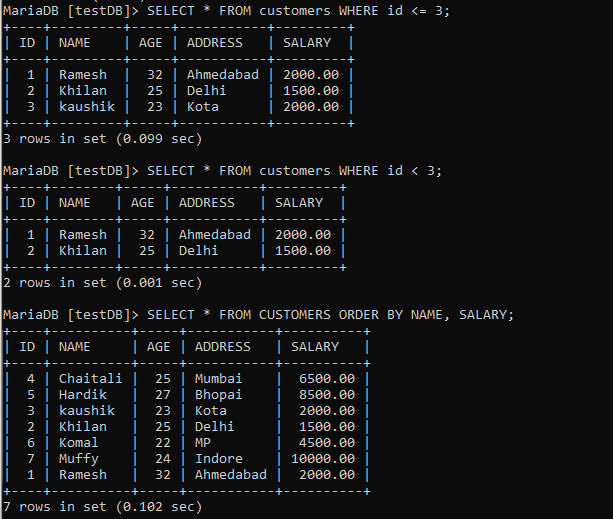 MariaDB [testDB]> SELECT * FROM customers WHERE id <= 3;
+----+---------+-----+-----------+---------+
| ID | NAME    | AGE | ADDRESS   | SALARY  |
+----+---------+-----+-----------+---------+
|  1 | Ramesh  |  32 | Ahmedabad | 2000.00 |
|  2 | Khilan  |  25 | Delhi     | 1500.00 |
|  3 | kaushik |  23 | Kota      | 2000.00 |
+----+---------+-----+-----------+---------+
3 rows in set (0.099 sec)

MariaDB [testDB]> SELECT * FROM customers WHERE id < 3;
+----+--------+-----+-----------+---------+
| ID | NAME   | AGE | ADDRESS   | SALARY  |
+----+--------+-----+-----------+---------+
|  1 | Ramesh |  32 | Ahmedabad | 2000.00 |
|  2 | Khilan |  25 | Delhi     | 1500.00 |
+----+--------+-----+-----------+---------+
2 rows in set (0.001 sec)

MariaDB [testDB]> SELECT * FROM CUSTOMERS ORDER BY NAME, SALARY;
+----+----------+-----+-----------+----------+
| ID | NAME     | AGE | ADDRESS   | SALARY   |
+----+----------+-----+-----------+----------+
|  4 | Chaitali |  25 | Mumbai    |  6500.00 |
|  5 | Hardik   |  27 | Bhopai    |  8500.00 |
|  3 | kaushik  |  23 | Kota      |  2000.00 |
|  2 | Khilan   |  25 | Delhi     |  1500.00 |
|  6 | Komal    |  22 | MP        |  4500.00 |
|  7 | Muffy    |  24 | Indore    | 10000.00 |
|  1 | Ramesh   |  32 | Ahmedabad |  2000.00 |
+----+----------+-----+-----------+----------+
7 rows in set (0.102 sec)